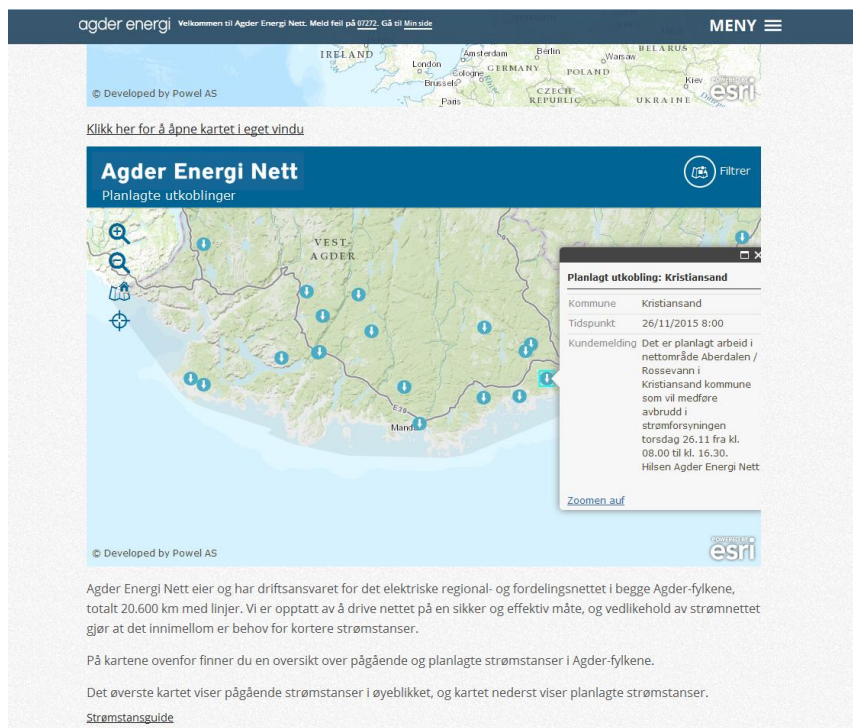 agder energi Velkommen til Agder Energi Nett. Meld feil på 07272. Gå til Min side MENY
IRELAND
Amsterdam
Berlin
Warsaw
BELARUS
London
Cologne
GERMANY
POLAND
Brussels
Kiev
Paris
CZECH
REPUBLIC
UKRAINE
© Developed by Powel AS
POWERED BY
esri
Klikk her for å åpne kartet i eget vindu
Agder Energi Nett
Planlagte utkoblinger
Filtrer
VEST-
AGDER
E39
Mandal
Planlagt utkobling: Kristiansand
Kommune Kristiansand
Tidspunkt 26/11/2015 8:00
Kundemelding Det er planlagt arbeid i
nettområde Aberdalen /
Rossevann i
Kristiansand kommune
som vil medføre
avbrudd i
strømforsyningen
torsdag 26.11 fra kl.
08.00 til kl. 16.30.
Hilsen Agder Energi Nett
Zoomen auf
© Developed by Powel AS
POWERED BY
esri
Agder Energi Nett eier og har driftsansvaret for det elektriske regional- og fordelingsnettet i begge Agder-fylkene,
totalt 20.600 km med linjer. Vi er opptatt av å drive nettet på en sikker og effektiv måte, og vedlikehold av strømnettet
gjør at det innimellom er behov for kortere strømstanser.
På kartene ovenfor finner du en oversikt over pågående og planlagte strømstanser i Agder-fylkene.
Det øverste kartet viser pågående strømstanser i øyeblikket, og kartet nederst viser planlagte strømstanser.
Strømstansguide